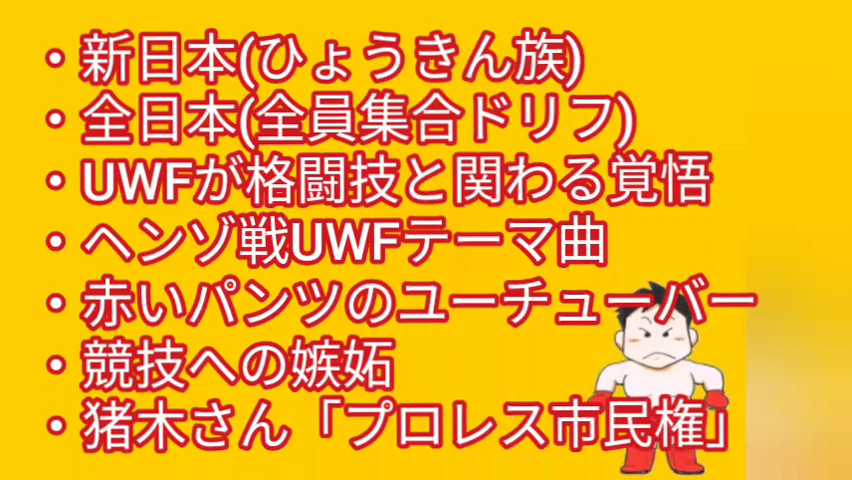 ・新日本(ひょうきん族)
・全日本(全員集合ドリフ)
・UWFが格闘技と関わる覚悟
・ヘンゾ戦UWFテーマ曲
・赤いパンツのユーチューバー
・競技への嫉妬
・猪木さん「プロレス市民権」